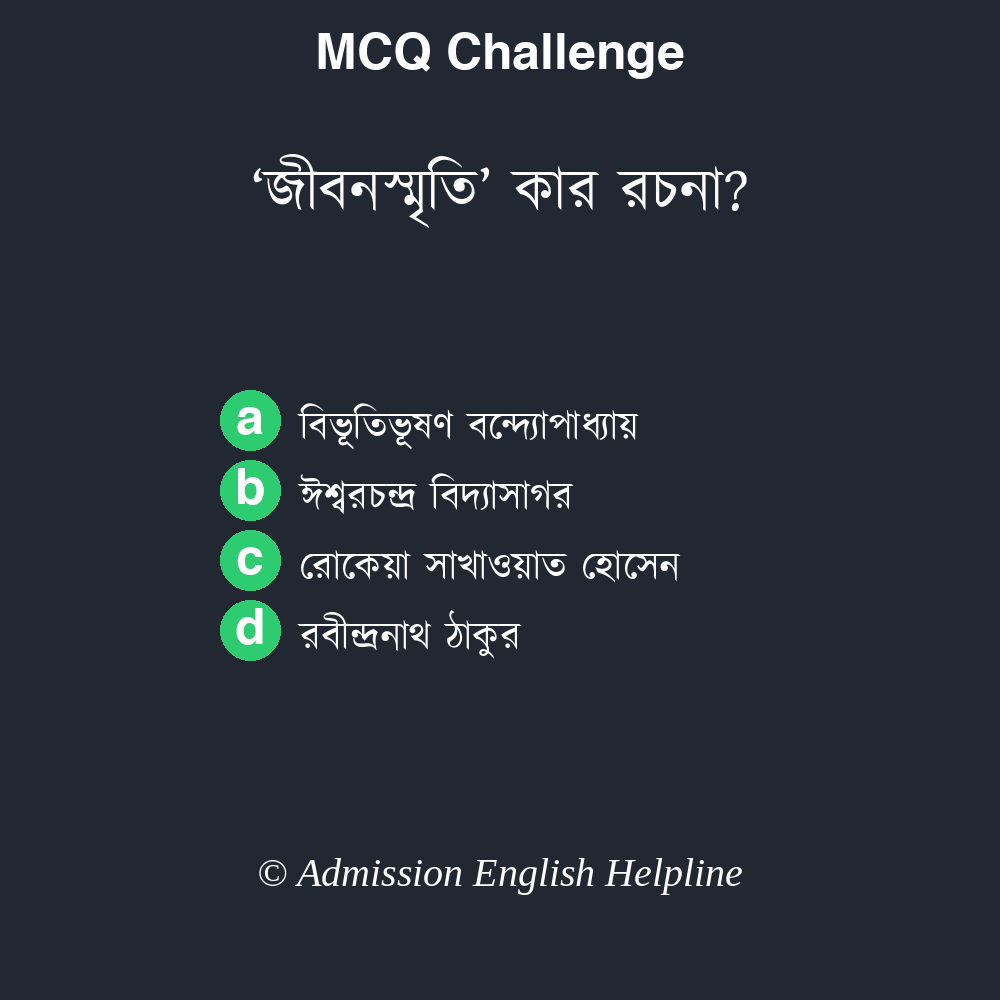 MCQ Challenge
‘জীবনস্মৃতি’ কার রচনা?
a বিভূতিভূষণ বন্দ্যোপাধ্যায়
b ঈশ্বরচন্দ্র বিদ্যাসাগর
c রোকেয়া সাখাওয়াত হোসেন
d রবীন্দ্রনাথ ঠাকুর
© Admission English Helpline